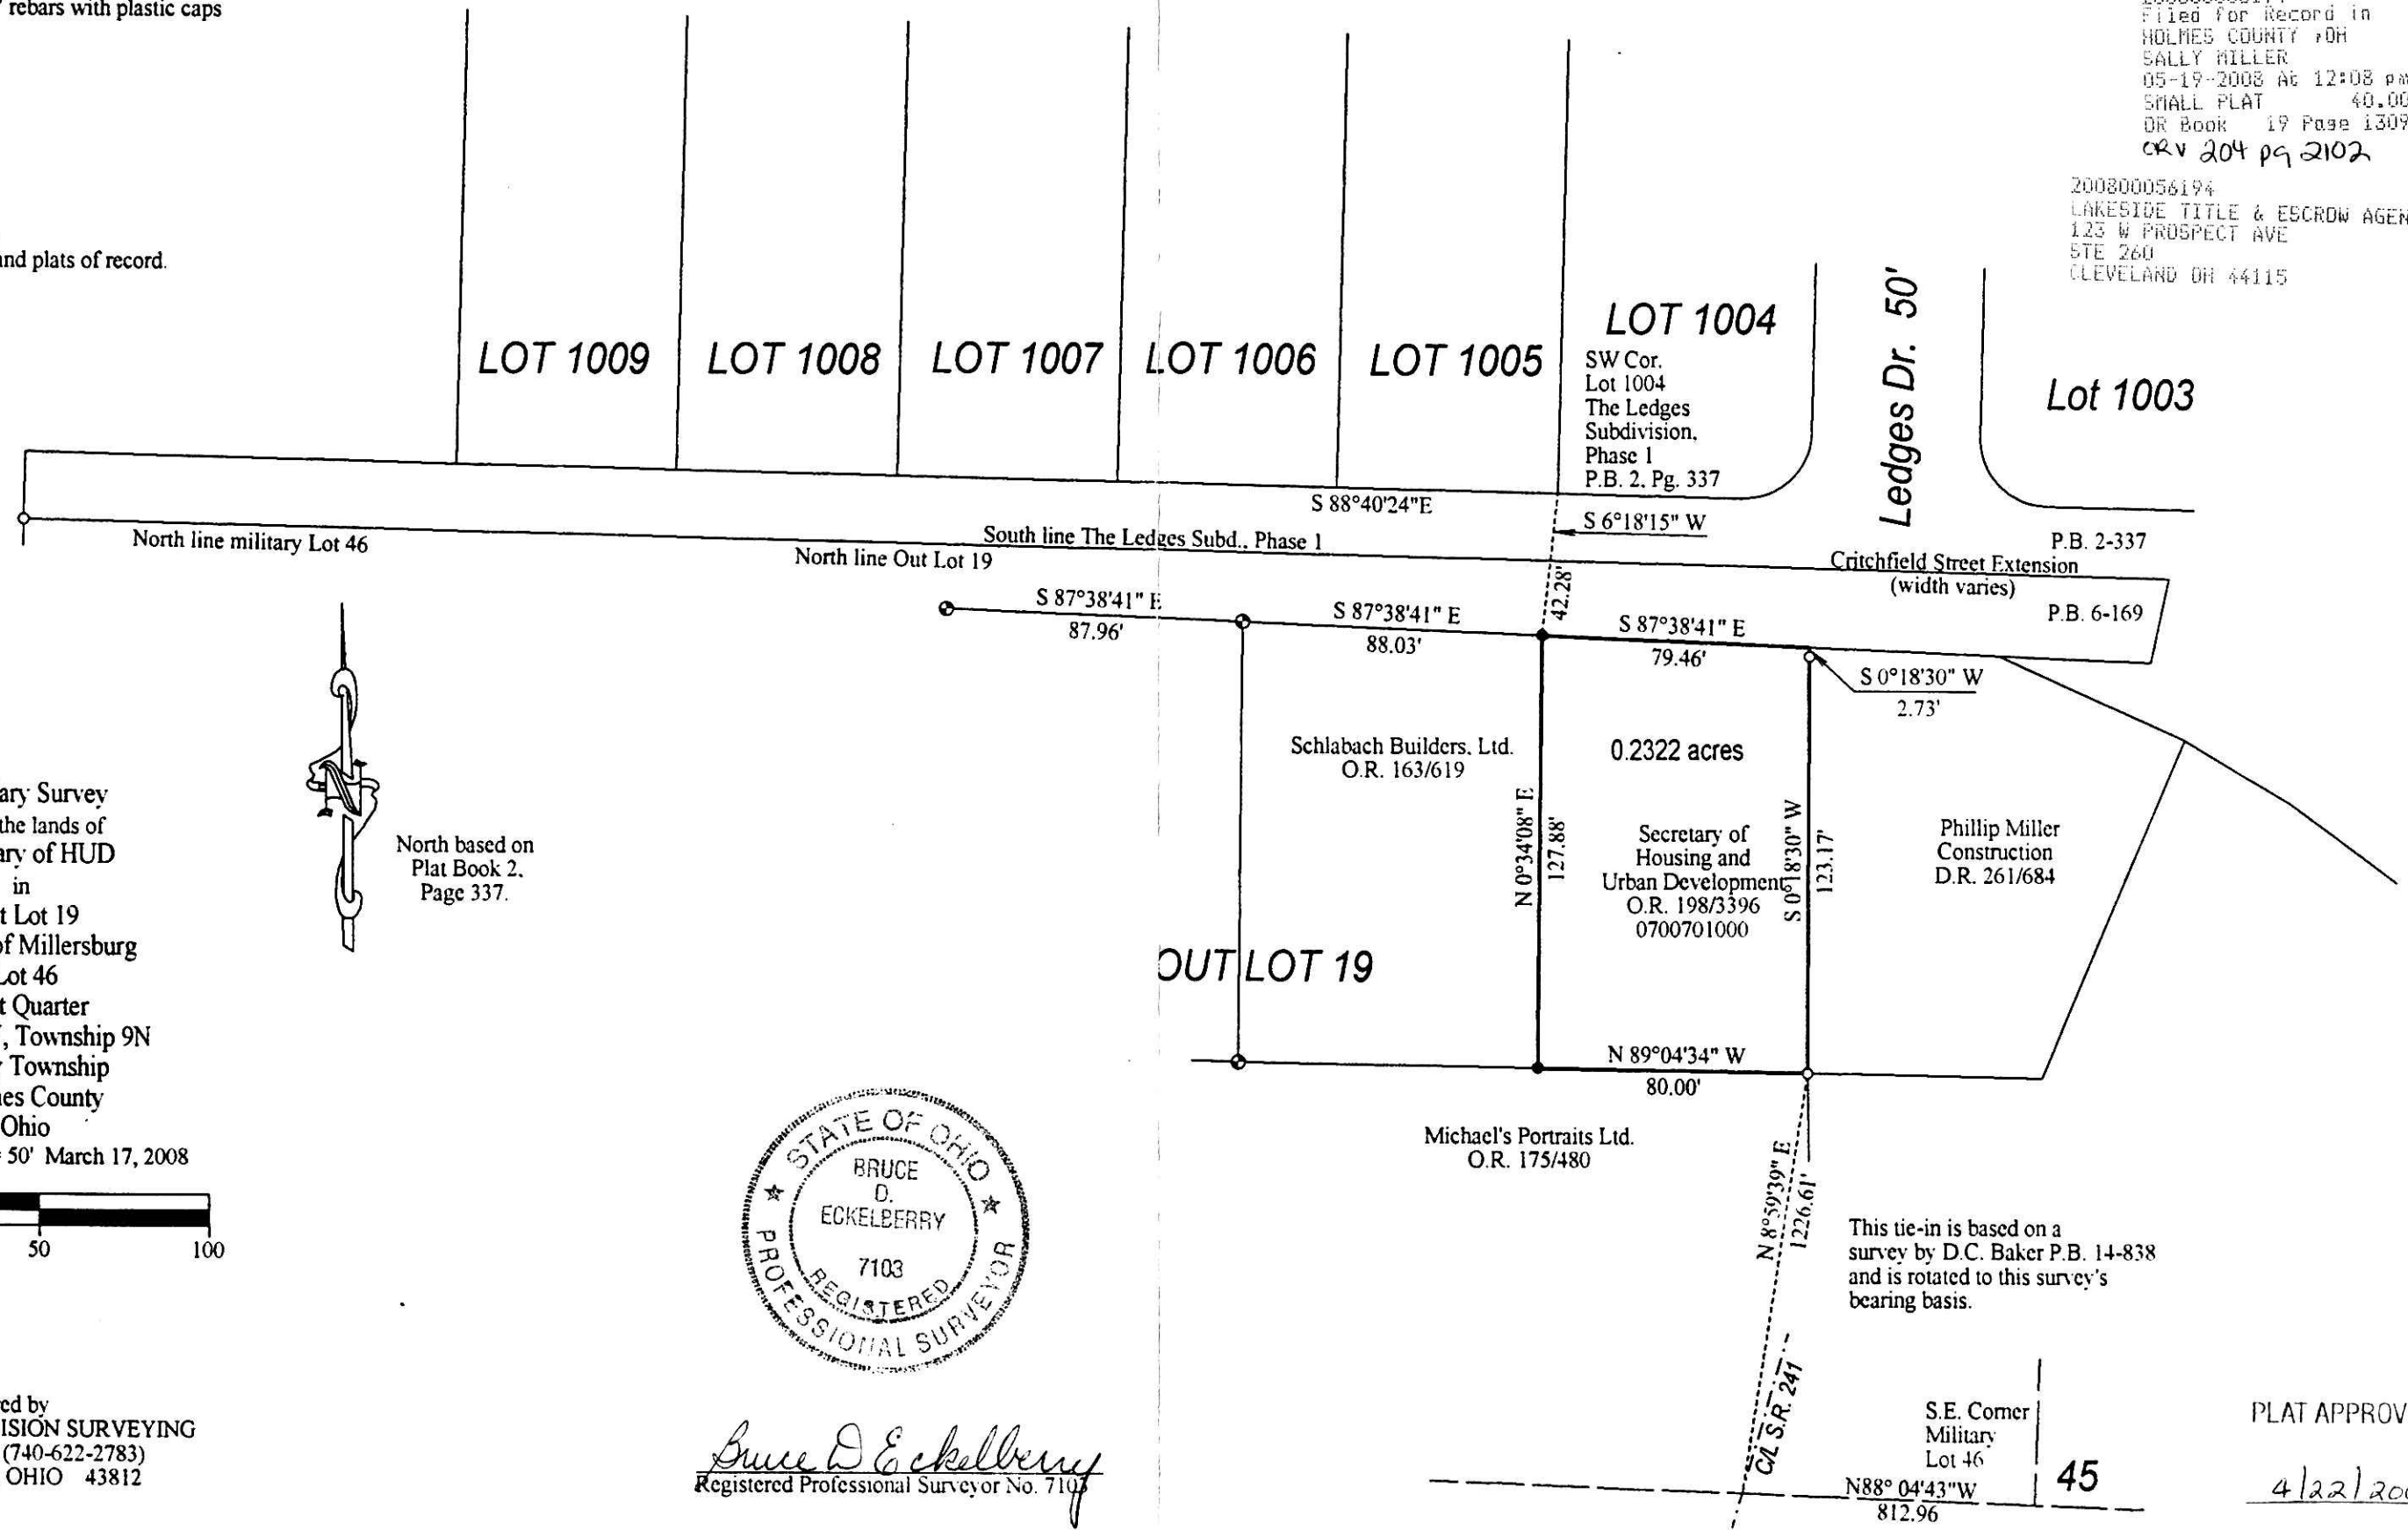 rebars with plastic caps
and plats of record.
Filed for Record in
HOLMES COUNTY ,OH
SALLY MILLER
05-19-2008 At 12:08 pm
SMALL PLAT 40.00
OR Book 19 Page 1309
ORV 204 pg 2102
200800056194
LAKESIDE TITLE & ESCROW AGEN
123 W PROSPECT AVE
STE 260
CLEVELAND OH 44115
LOT 1009
LOT 1008
LOT 1007
LOT 1006
LOT 1005
LOT 1004
SW Cor.
Lot 1004
The Ledges
Subdivision,
Phase 1
P.B. 2, Pg. 337
Ledges Dr. 50'
Lot 1003
S 88°40'24"E
S 6°18'15" W
42.28'
North line military Lot 46
South line The Ledges Subd., Phase 1
North line Out Lot 19
P.B. 2-337
Critchfield Street Extension
(width varies)
P.B. 6-169
S 87°38'41" E
87.96'
S 87°38'41" E
88.03'
S 87°38'41" E
79.46'
S 0°18'30" W
2.73'
Schlabach Builders, Ltd.
O.R. 163/619
N 0°34'08" E
127.88'
0.2322 acres
Secretary of
Housing and
Urban Development
O.R. 198/3396
0700701000
S 0°18'30" W
123.17'
Phillip Miller
Construction
D.R. 261/684
North based on
Plat Book 2,
Page 337.
ary Survey
the lands of
ary of HUD
in
t Lot 19
of Millersburg
Lot 46
t Quarter
, Township 9N
Township
nes County
Ohio
= 50' March 17, 2008
50
100
OUT LOT 19
N 89°04'34" W
80.00'
Michael's Portraits Ltd.
O.R. 175/480
N 8°59'39" E
1226.61'
This tie-in is based on a
survey by D.C. Baker P.B. 14-838
and is rotated to this survey's
bearing basis.
C/L S.R. 241
S.E. Corner
Military
Lot 46
45
N88° 04'43"W
812.96
STATE OF OHIO
BRUCE
D.
ECKELBERRY
7103
REGISTERED
PROFESSIONAL SURVEYOR
Bruce D Eckelberry
Registered Professional Surveyor No. 7103
ed by
ISION SURVEYING
(740-622-2783)
OHIO 43812
PLAT APPROV
4/22/200